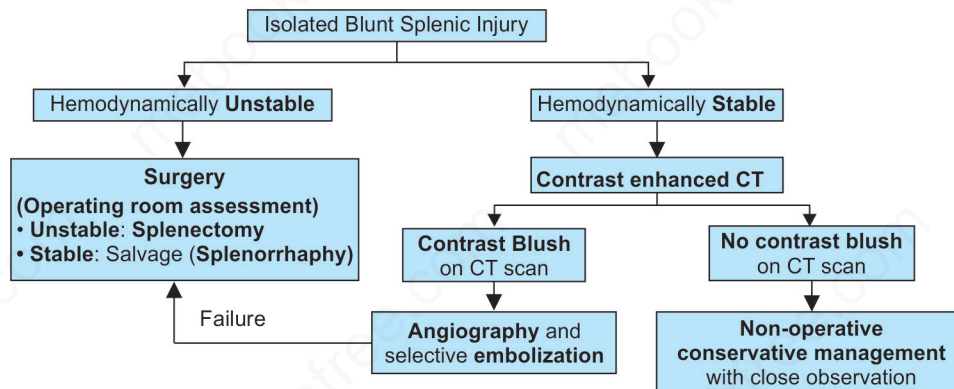 Isolated Blunt Splenic Injury
Hemodynamically Unstable
Hemodynamically Stable
Surgery
(Operating room assessment)
• Unstable: Splenectomy
• Stable: Salvage (Splenorrhaphy)
Contrast enhanced CT
Contrast Blush
on CT scan
No contrast blush
on CT scan
Failure
Angiography and
selective embolization
Non-operative
conservative management
with close observation